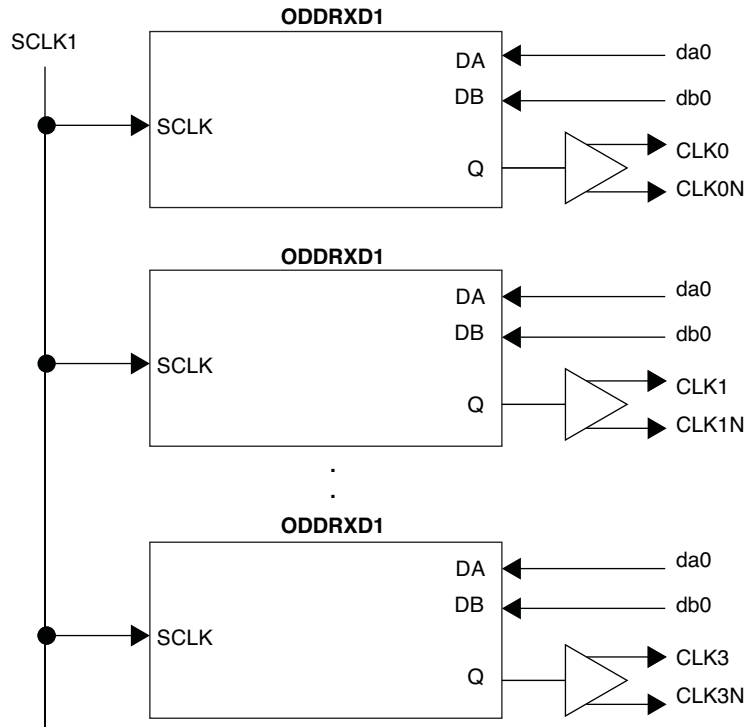 ODDRXD1
SCLK1
DA
da0
DB
db0
SCLK
CLK0
Q
CLK0N
ODDRXD1
DA
da0
DB
db0
SCLK
CLK1
Q
CLK1N
.
.
ODDRXD1
DA
da0
DB
db0
SCLK
CLK3
Q
CLK3N